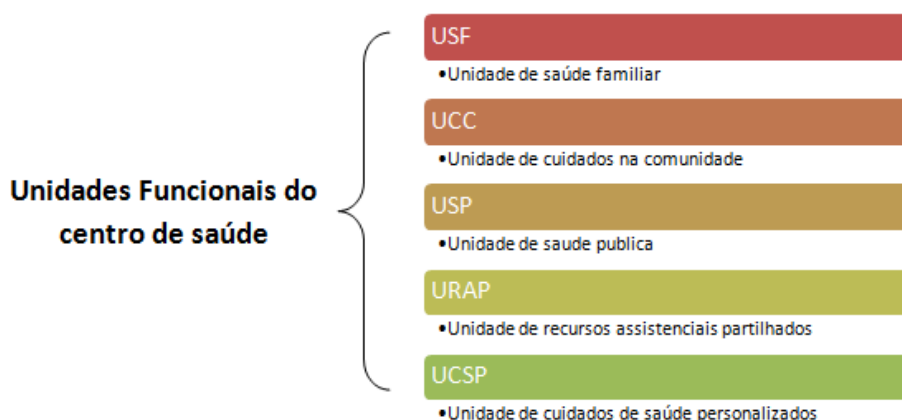 Unidades Funcionais do
centro de saúde
USF
•Unidade de saúde familiar
UCC
•Unidade de cuidados na comunidade
USP
•Unidade de saude publica
URAP
•Unidade de recursos assistenciais partilhados
UCSP
•Unidade de cuidados de saúde personalizados